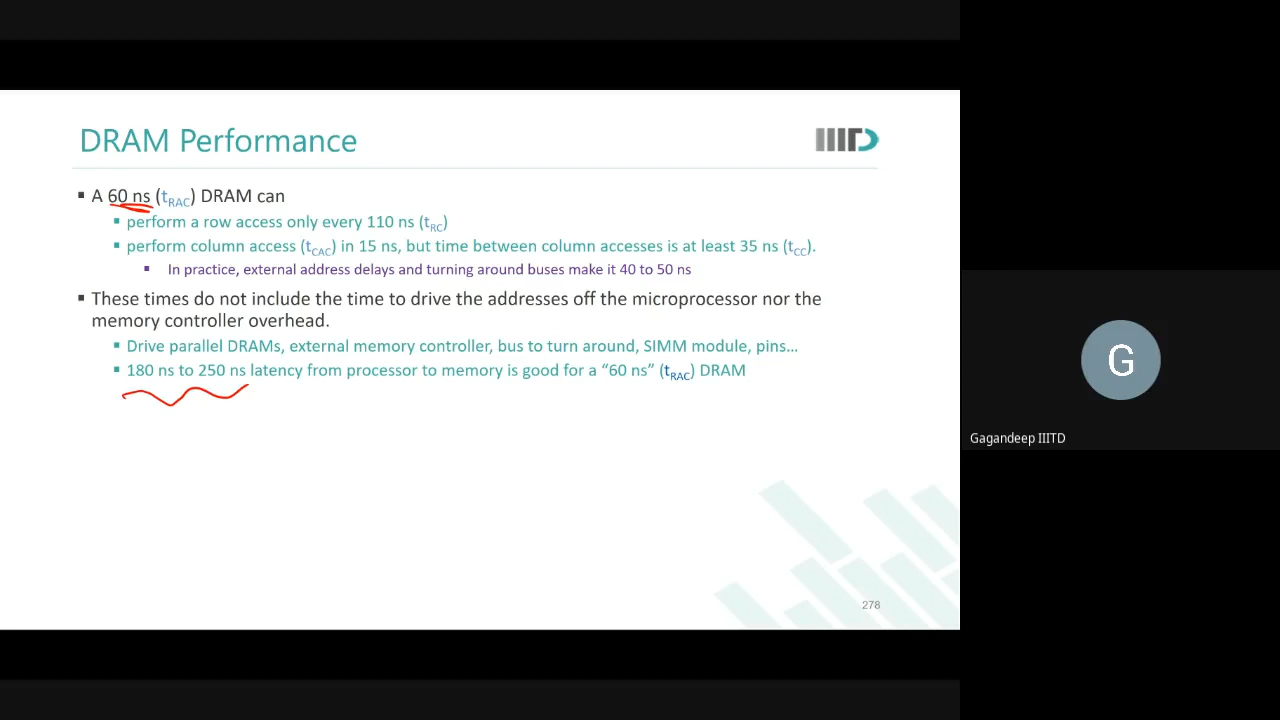 DRAM Performance
IIITD
A 60 ns (tRAC) DRAM can
perform a row access only every 110 ns (tRC)
perform column access (tCAC) in 15 ns, but time between column accesses is at least 35 ns (tCC).
In practice, external address delays and turning around buses make it 40 to 50 ns
These times do not include the time to drive the addresses off the microprocessor nor the
memory controller overhead.
Drive parallel DRAMs, external memory controller, bus to turn around, SIMM module, pins...
180 ns to 250 ns latency from processor to memory is good for a “60 ns” (tRAC) DRAM
278
G
Gagandeep IIITD